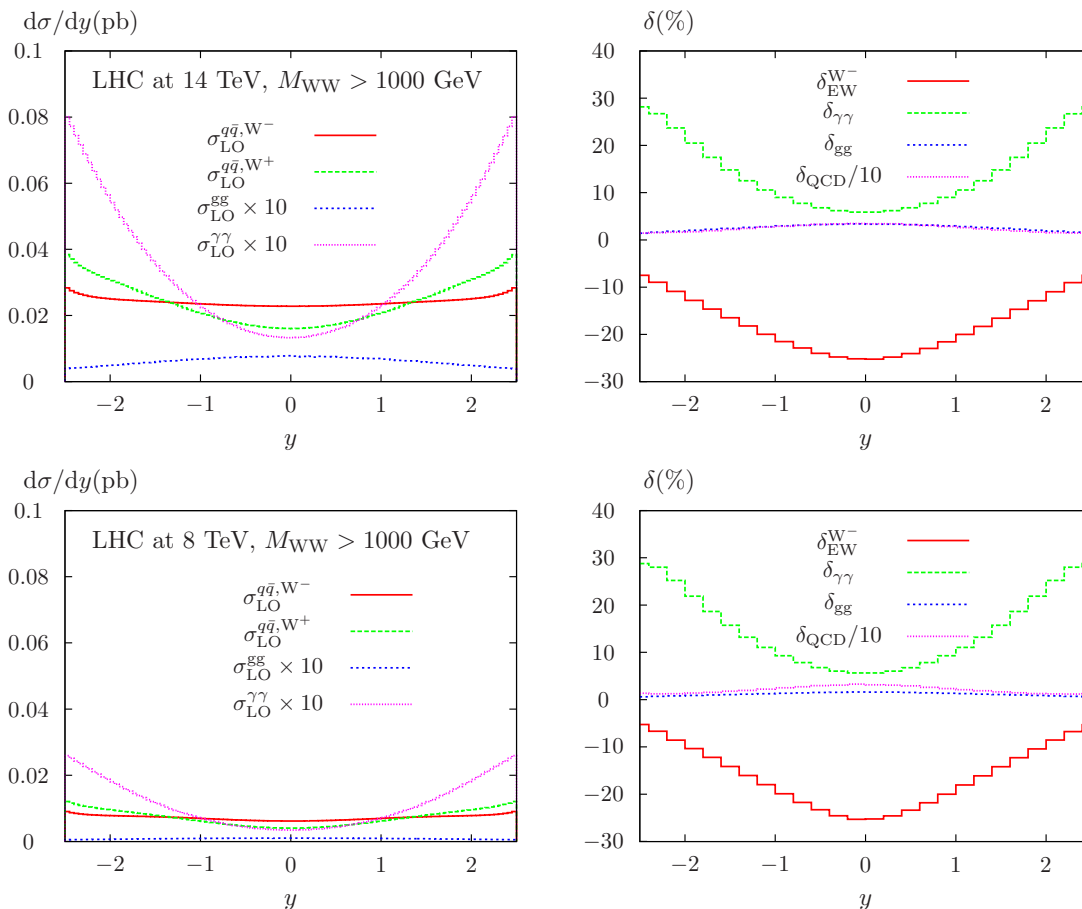 dσ/dy(pb)
LHC at 14 TeV, M_WW > 1000 GeV
σ_LO^{qq̄,W−}
σ_LO^{qq̄,W+}
σ_LO^{gg} × 10
σ_LO^{γγ} × 10
0.1
0.08
0.06
0.04
0.02
0
−2 −1 0 1 2
y
δ(%)
δ_EW^{W−}
δ_γγ
δ_gg
δ_QCD/10
40
30
20
10
0
−10
−20
−30
−2 −1 0 1 2
y
dσ/dy(pb)
LHC at 8 TeV, M_WW > 1000 GeV
σ_LO^{qq̄,W−}
σ_LO^{qq̄,W+}
σ_LO^{gg} × 10
σ_LO^{γγ} × 10
0.1
0.08
0.06
0.04
0.02
0
−2 −1 0 1 2
y
δ(%)
δ_EW^{W−}
δ_γγ
δ_gg
δ_QCD/10
40
30
20
10
0
−10
−20
−30
−2 −1 0 1 2
y